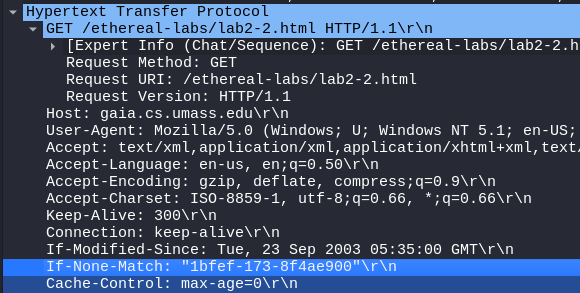 Hypertext Transfer Protocol
GET /ethereal-labs/lab2-2.html HTTP/1.1\r\n
[Expert Info (Chat/Sequence): GET /ethereal-labs/lab2-2.h
Request Method: GET
Request URI: /ethereal-labs/lab2-2.html
Request Version: HTTP/1.1
Host: gaia.cs.umass.edu\r\n
User-Agent: Mozilla/5.0 (Windows; U; Windows NT 5.1; en-US;
Accept: text/xml,application/xml,application/xhtml+xml,text/
Accept-Language: en-us, en;q=0.50\r\n
Accept-Encoding: gzip, deflate, compress;q=0.9\r\n
Accept-Charset: ISO-8859-1, utf-8;q=0.66, *;q=0.66\r\n
Keep-Alive: 300\r\n
Connection: keep-alive\r\n
If-Modified-Since: Tue, 23 Sep 2003 05:35:00 GMT\r\n
If-None-Match: "1bfef-173-8f4ae900"\r\n
Cache-Control: max-age=0\r\n